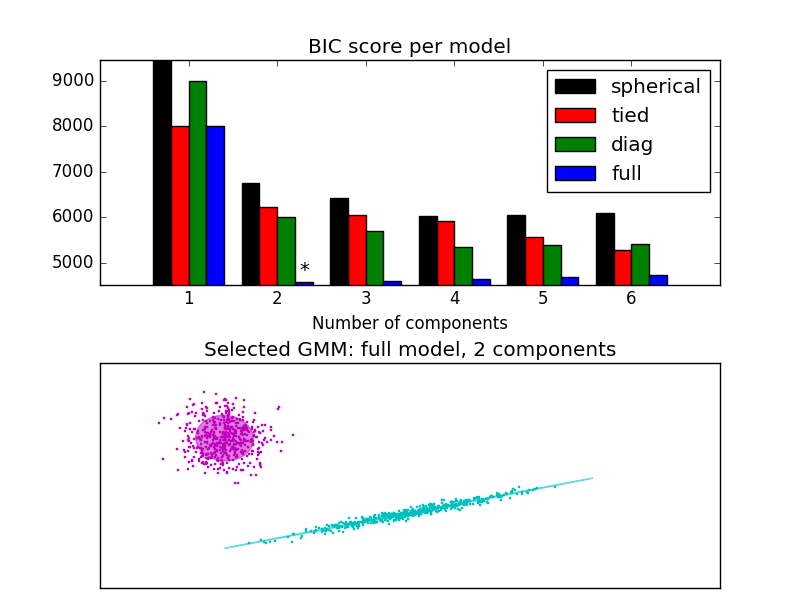 BIC score per model
9000
8000
7000
6000
5000
spherical
tied
diag
full
*
1 2 3 4 5 6
Number of components
Selected GMM: full model, 2 components